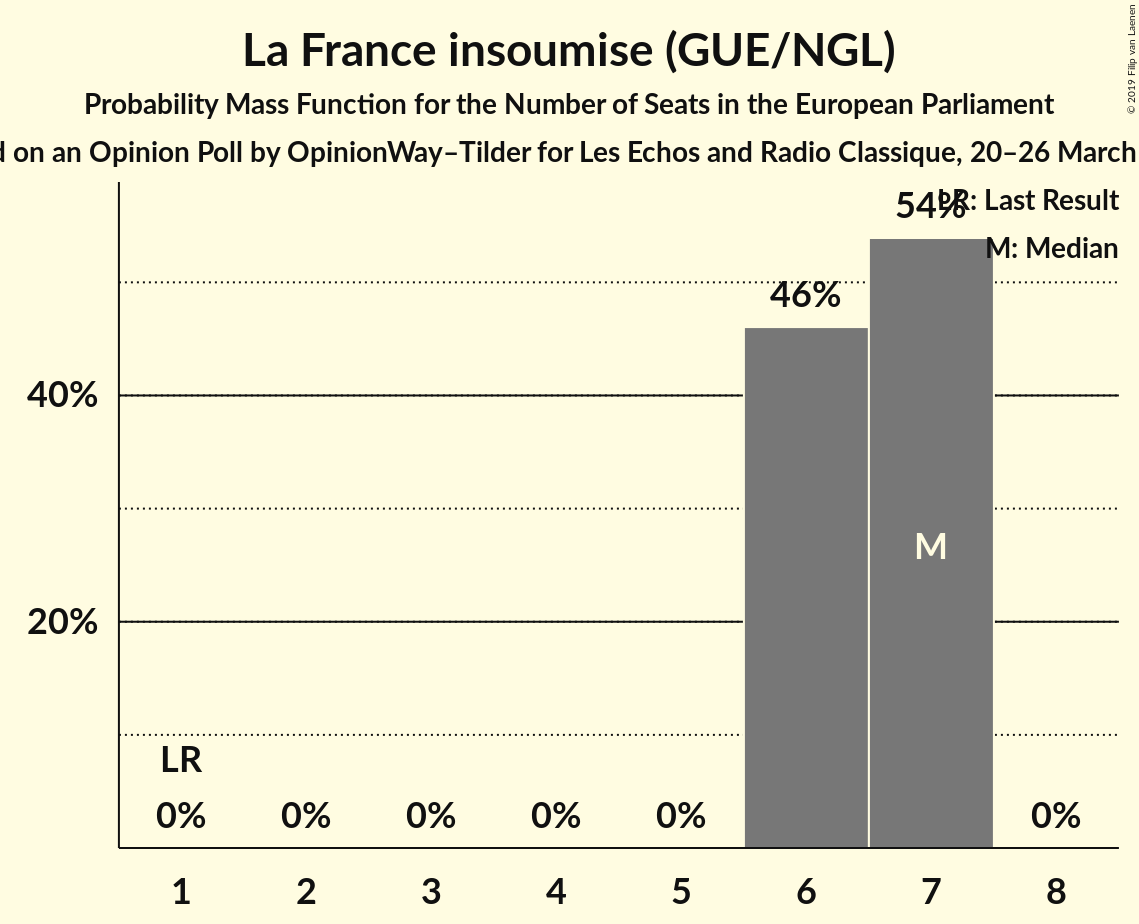 La France insoumise (GUE/NGL)
Probability Mass Function for the Number of Seats in the European Parliament
on an Opinion Poll by OpinionWay–Tilder for Les Echos and Radio Classique, 20–26 March
© 2019 Filip van Laenen
LR: Last Result
M: Median
54%
46%
40%
20%
M
LR
0%
0%
0%
0%
0%
0%
1
2
3
4
5
6
7
8